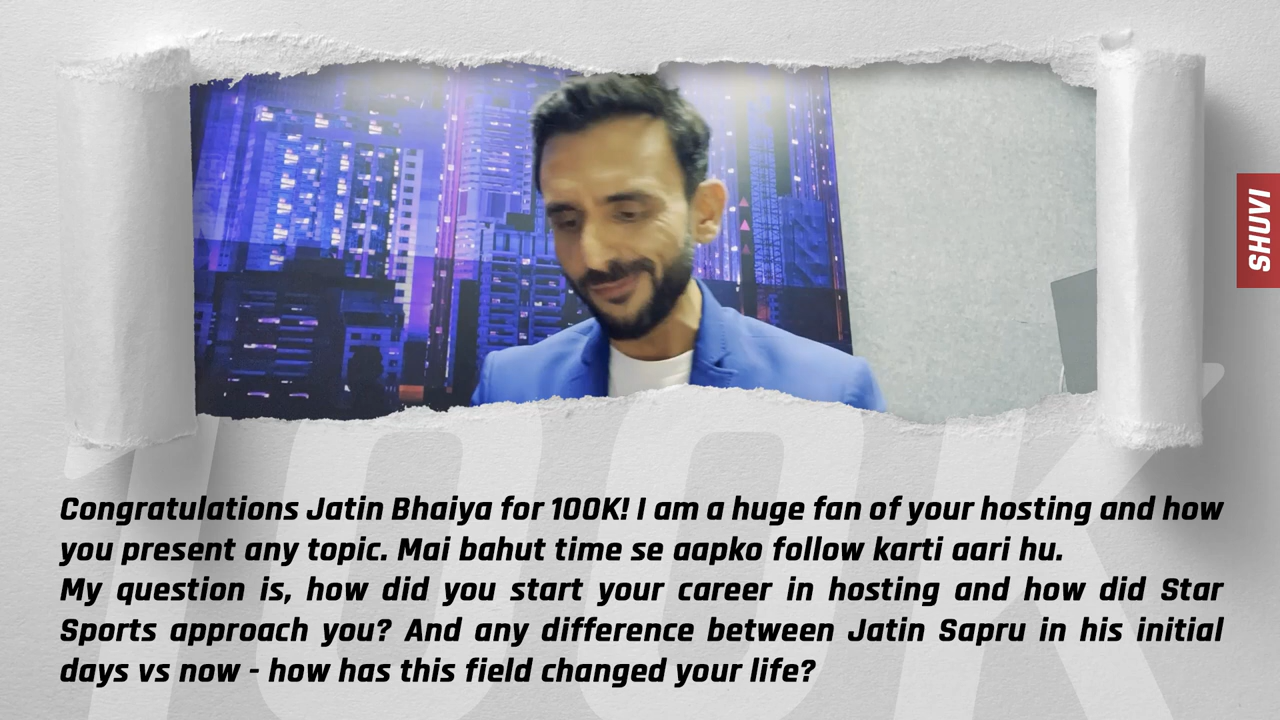 SHUVI
Congratulations Jatin Bhaiya for 100K! I am a huge fan of your hosting and how
you present any topic. Mai bahut time se aapko follow karti aari hu.
My question is, how did you start your career in hosting and how did Star
Sports approach you? And any difference between Jatin Sapru in his initial
days vs now - how has this field changed your life?
100K